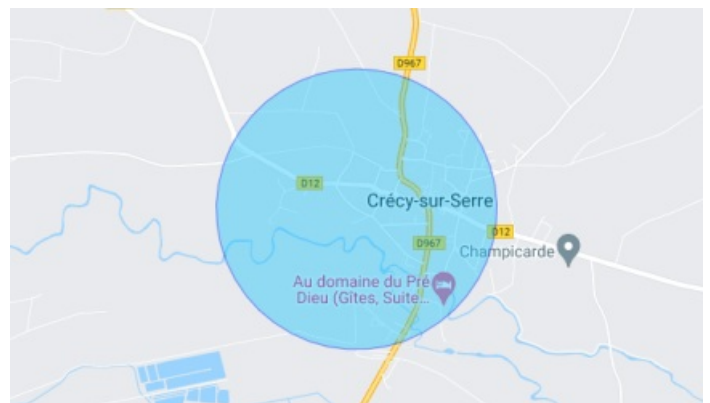 D967
D12
Crécy-sur-Serre
D12
D967
Champicarde
Au domaine du Pré
Dieu (Gîtes, Suite...